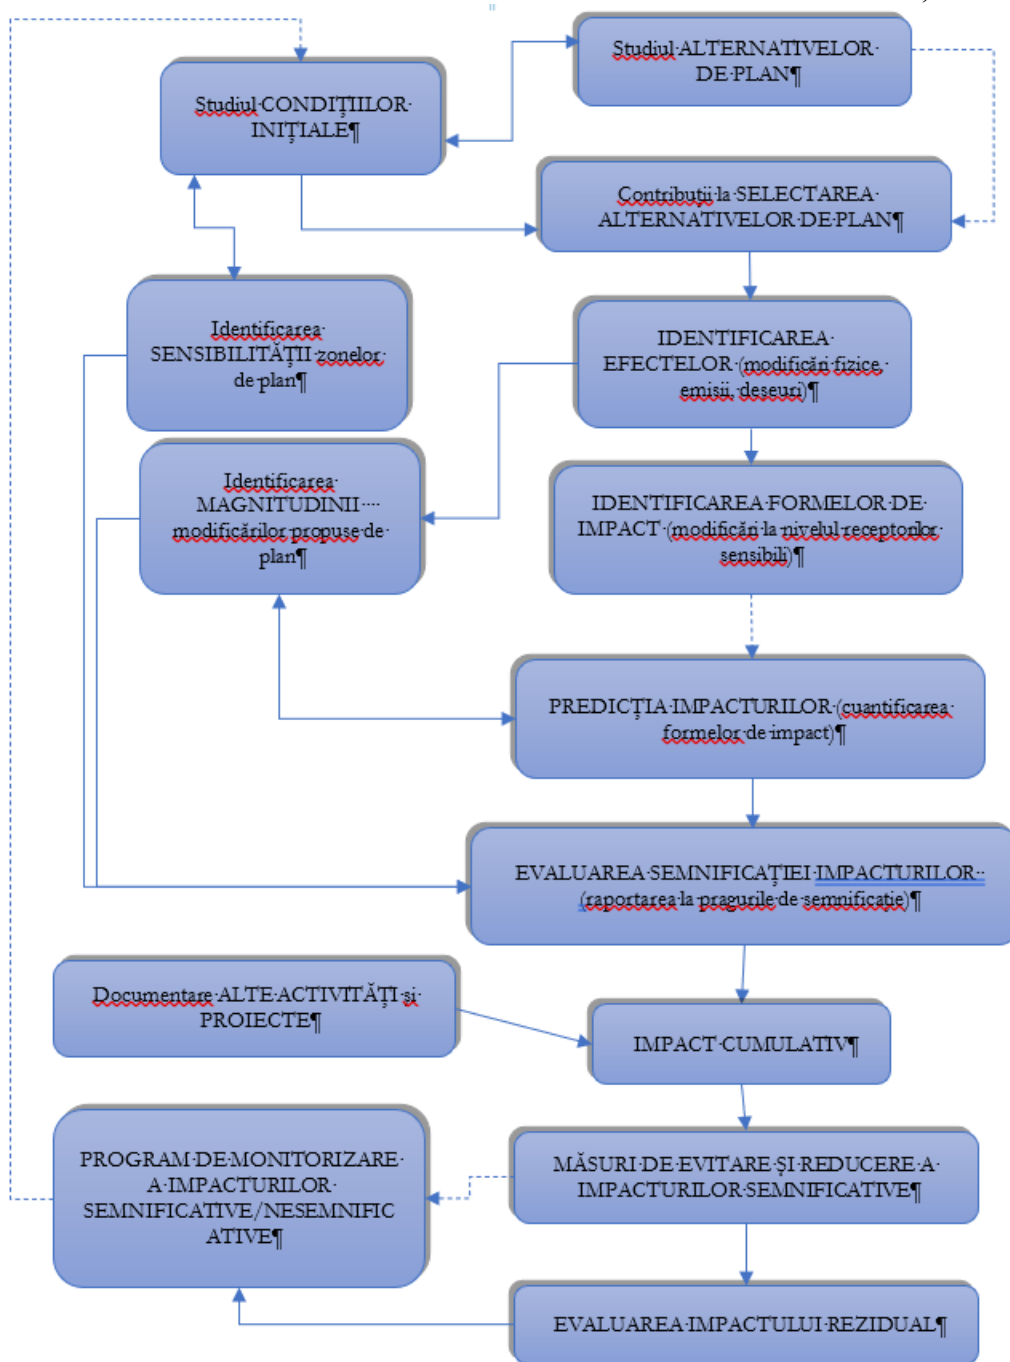 Studiul ALTERNATIVELOR
DE PLAN¶
Studiul CONDIȚIILOR
INIȚIALE¶
Contribuții la SELECTAREA
ALTERNATIVELOR DE PLAN¶
Identificarea
SENSIBILITĂȚII zonelor
de plan¶
IDENTIFICAREA
EFECTELOR (modificări fizice,
emisii, deseuri)¶
Identificarea
MAGNITUDINII
modificărilor propuse de
plan¶
IDENTIFICAREA FORMELOR DE
IMPACT (modificări la nivelul receptorilor
sensibili)¶
PREDICȚIA IMPACTURILOR (cuantificarea
formelor de impact)¶
EVALUAREA SEMNIFICAȚIEI IMPACTURILOR
(raportarea la pragurile de semnificație)¶
Documentare ALTE ACTIVITĂȚI și
PROIECTE¶
IMPACT CUMULATIV¶
PROGRAM DE MONITORIZARE
A IMPACTURILOR
SEMNIFICATIVE/NESEMNIFIC
ATIVE¶
MĂSURI DE EVITARE ȘI REDUCERE A
IMPACTURILOR SEMNIFICATIVE¶
EVALUAREA IMPACTULUI REZIDUAL¶